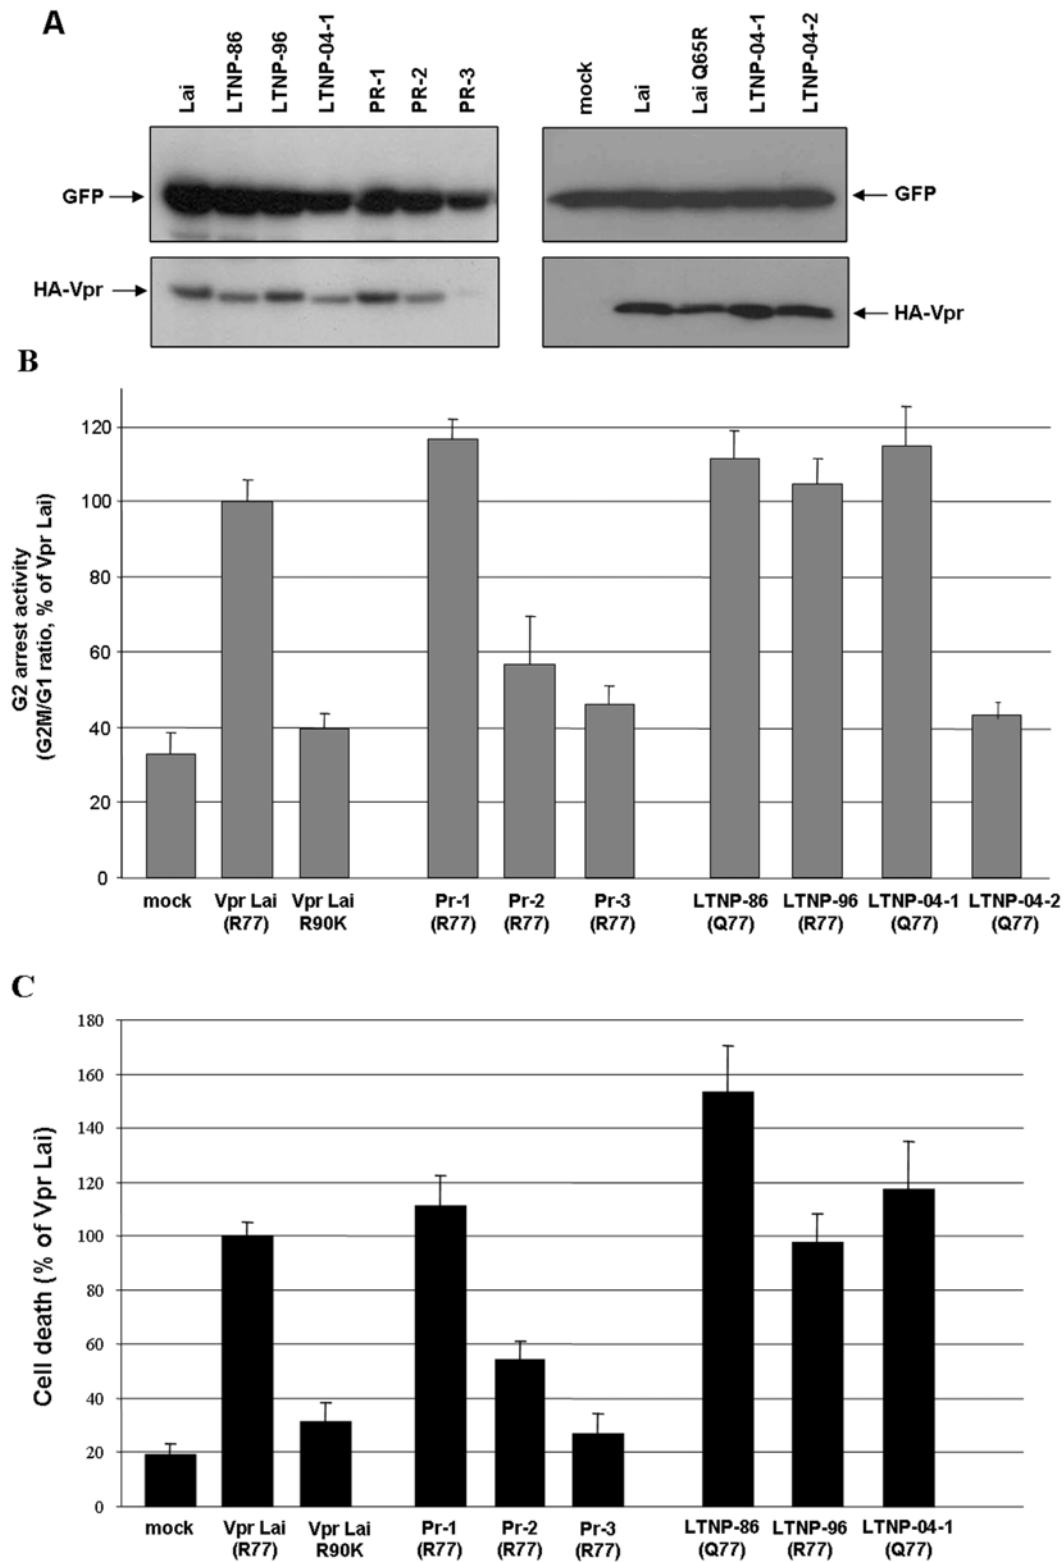 A
Lai
LTNP-86
LTNP-96
LTNP-04-1
PR-1
PR-2
PR-3
mock
Lai
Lai Q65R
LTNP-04-1
LTNP-04-2
GFP
GFP
HA-Vpr
HA-Vpr
B
G2 arrest activity
(G2M/G1 ratio, % of Vpr Lai)
120
100
80
60
40
20
0
mock
Vpr Lai
(R77)
Vpr Lai
R90K
Pr-1
(R77)
Pr-2
(R77)
Pr-3
(R77)
LTNP-86
(Q77)
LTNP-96
(R77)
LTNP-04-1
(Q77)
LTNP-04-2
(Q77)
C
Cell death (% of Vpr Lai)
180
160
140
120
100
80
60
40
20
0
mock
Vpr Lai
(R77)
Vpr Lai
R90K
Pr-1
(R77)
Pr-2
(R77)
Pr-3
(R77)
LTNP-86
(Q77)
LTNP-96
(R77)
LTNP-04-1
(Q77)